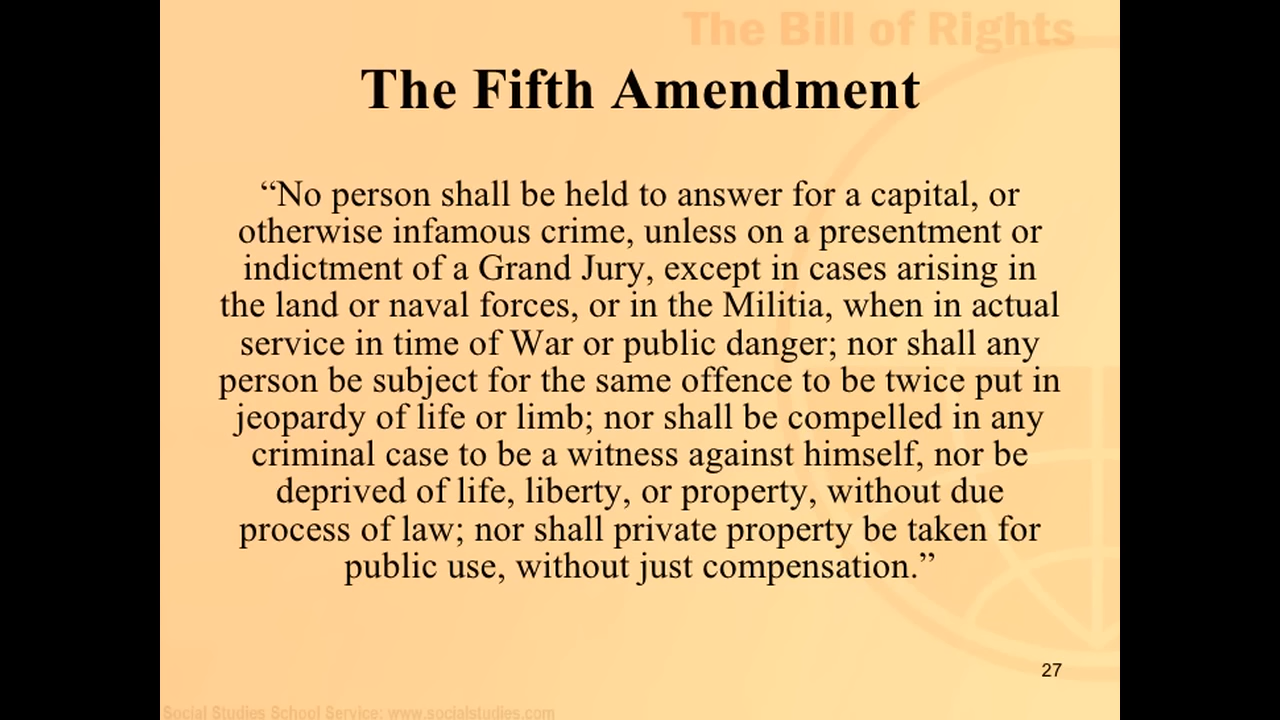 The Bill of Rights
The Fifth Amendment
“No person shall be held to answer for a capital, or
otherwise infamous crime, unless on a presentment or
indictment of a Grand Jury, except in cases arising in
the land or naval forces, or in the Militia, when in actual
service in time of War or public danger; nor shall any
person be subject for the same offence to be twice put in
jeopardy of life or limb; nor shall be compelled in any
criminal case to be a witness against himself, nor be
deprived of life, liberty, or property, without due
process of law; nor shall private property be taken for
public use, without just compensation.”
27
Social Studies School Service: www.socialstudies.com